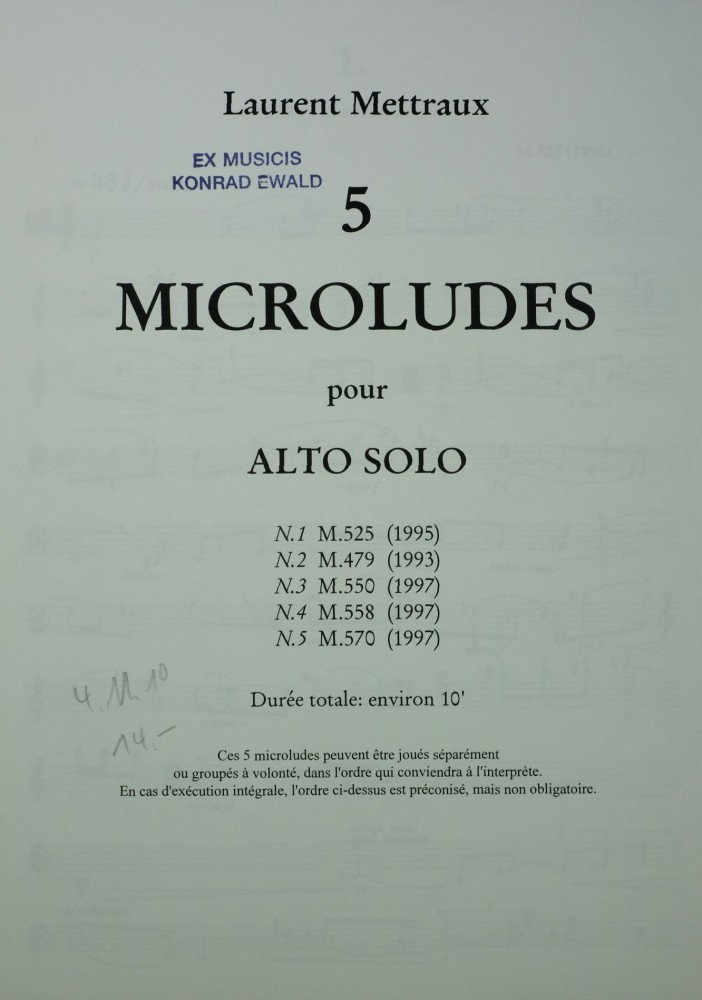 Laurent Mettraux
EX MUSICIS
KONRAD EWALD
5
MICROLUDES
pour
ALTO SOLO
N.1 M.525 (1995)
N.2 M.479 (1993)
N.3 M.550 (1997)
N.4 M.558 (1997)
N.5 M.570 (1997)
4. M. 10
Durée totale: environ 10'
14.-
Ces 5 microludes peuvent être joués séparément
ou groupés à volonté, dans l'ordre qui conviendra à l'interprète.
En cas d'exécution intégrale, l'ordre ci-dessus est préconisé, mais non obligatoire.